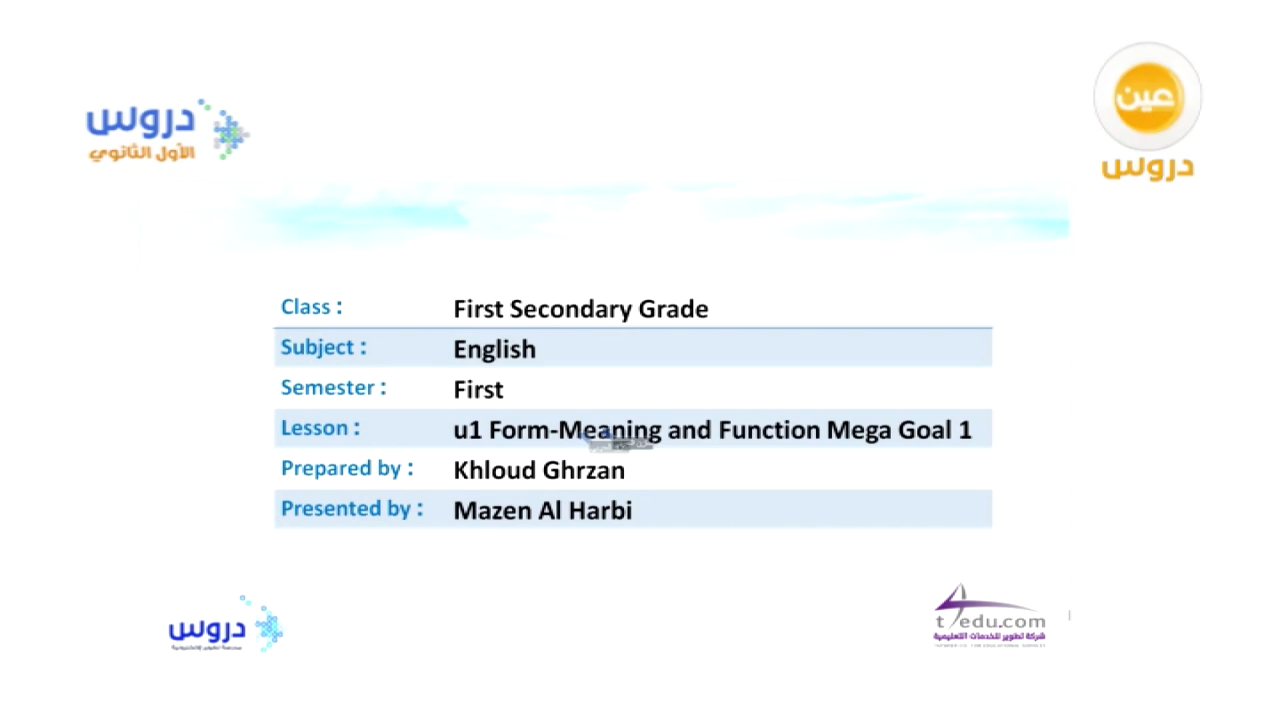 دروس
الأول الثانوي
عين
دروس
Class : First Secondary Grade
Subject : English
Semester : First
Lesson : u1 Form-Meaning and Function Mega Goal 1
Prepared by : Khloud Ghrzan
Presented by : Mazen Al Harbi
دروس
t4edu.com
شركة تطوير للخدمات التعليمية